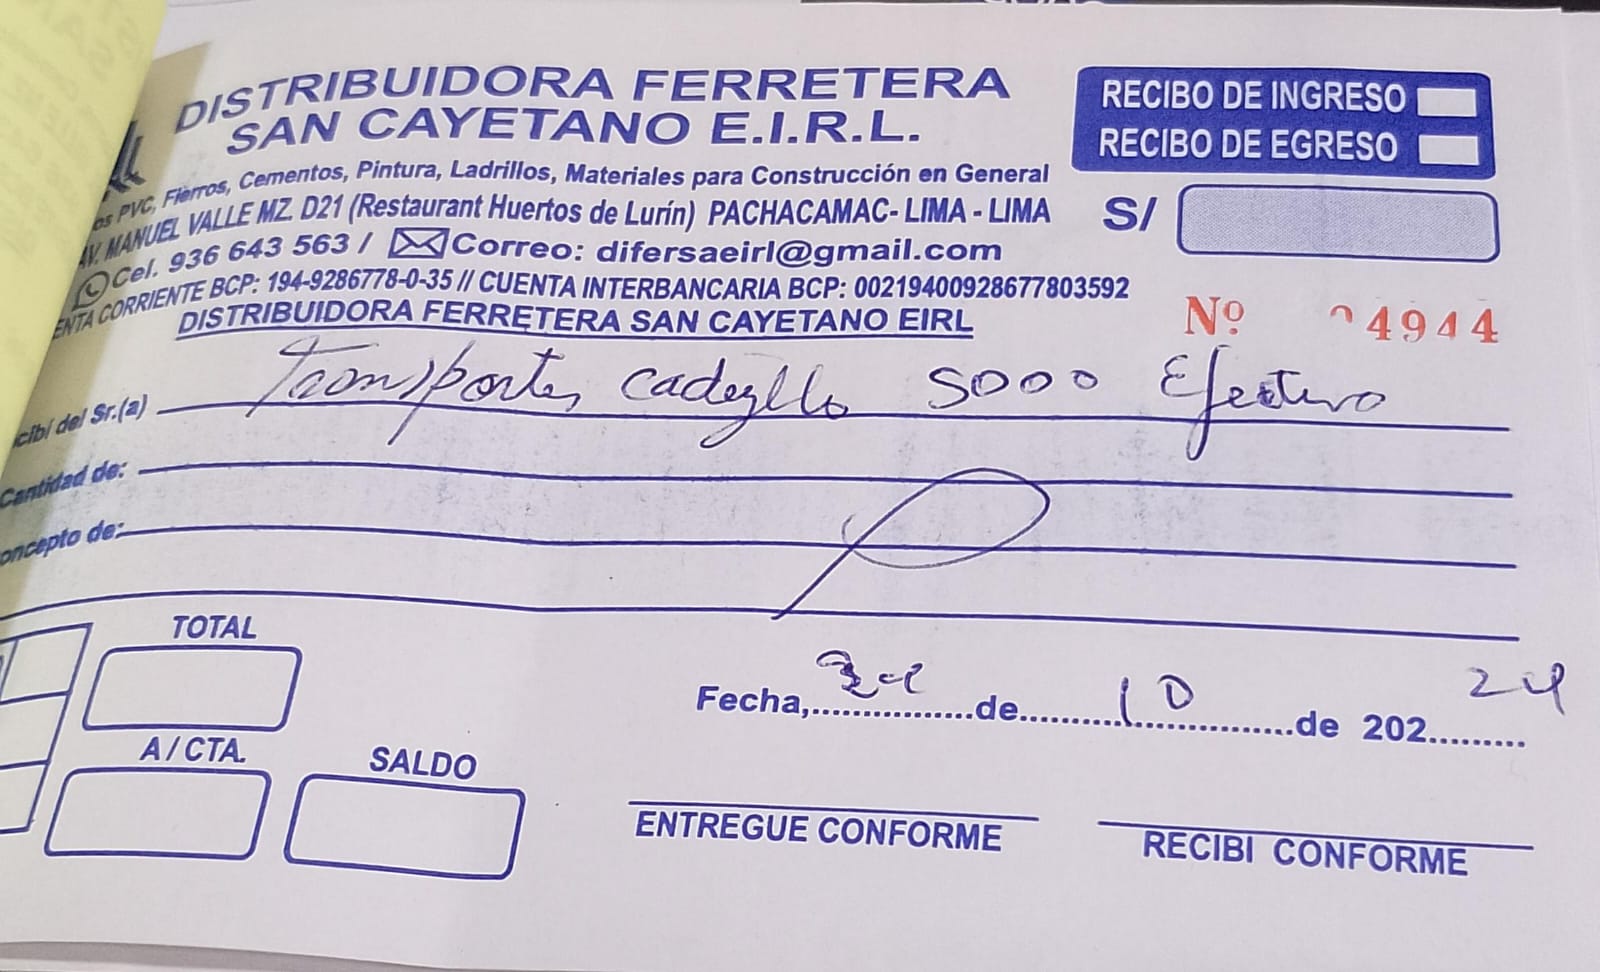 DISTRIBUIDORA FERRETERA
SAN CAYETANO E.I.R.L.
os PVC, Fierros, Cementos, Pintura, Ladrillos, Materiales para Construcción en General
AV. MANUEL VALLE MZ. D21 (Restaurant Huertos de Lurín) PACHACAMAC- LIMA - LIMA
Cel. 936 643 563 / Correo: difersaeirl@gmail.com
ENTA CORRIENTE BCP: 194-9286778-0-35 // CUENTA INTERBANCARIA BCP: 00219400928677803592
DISTRIBUIDORA FERRETERA SAN CAYETANO EIRL
RECIBO DE INGRESO
RECIBO DE EGRESO
S/
Nº 4944
cibí del Sr.(a) Transportes 5000 Efectivo
Cantidad de:
oncepto de:
TOTAL
A / CTA.
SALDO
Fecha,.................de...........10...........de 202.........24
ENTREGUE CONFORME
RECIBI CONFORME